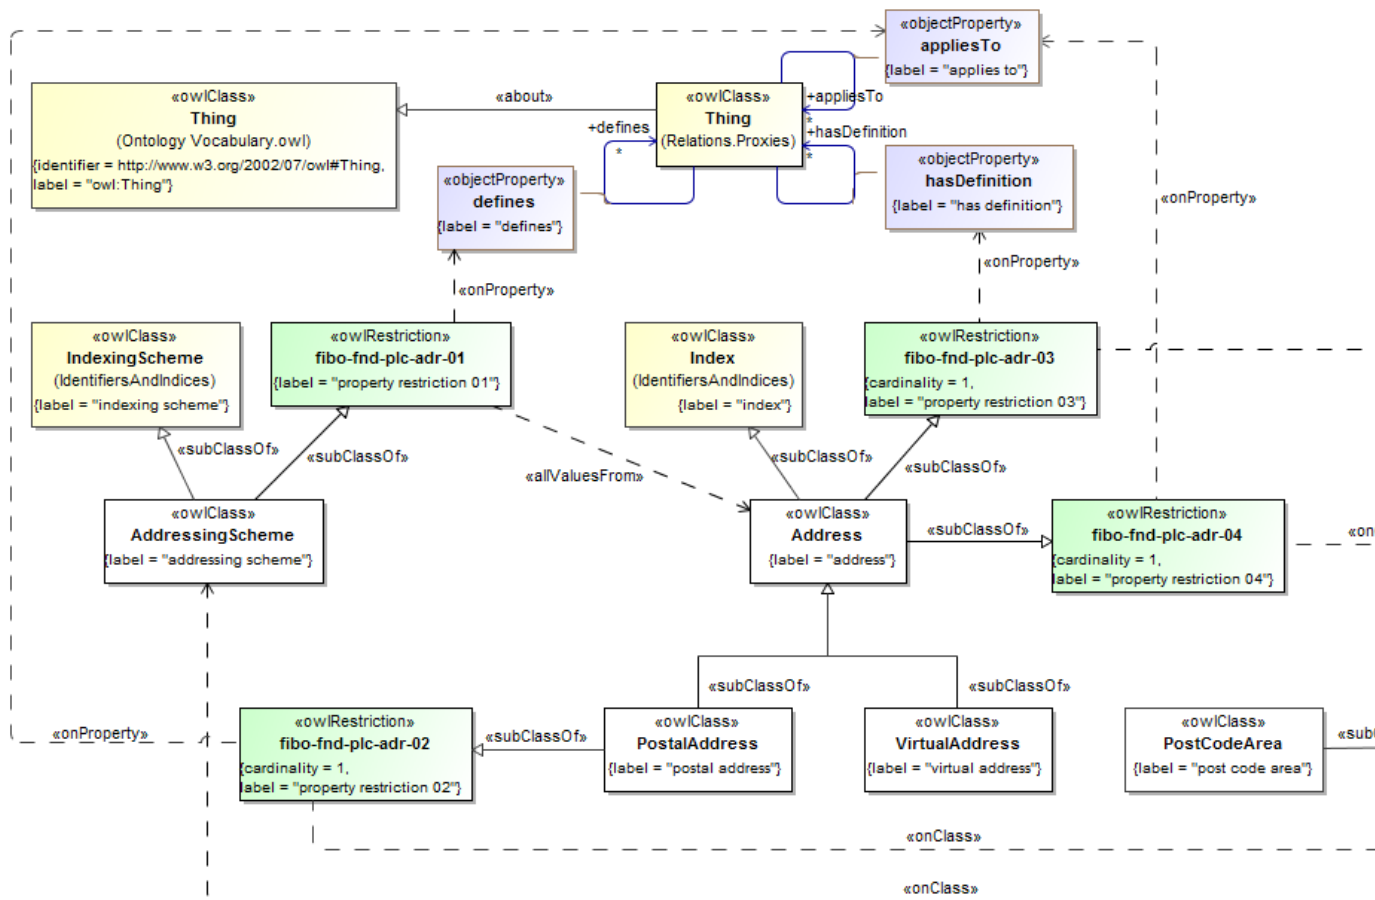 «objectProperty»
appliesTo
{label = "applies to"}
«owlClass»
Thing
(Ontology Vocabulary.owl)
{identifier = http://www.w3.org/2002/07/owl#Thing,
label = "owl:Thing"}
«about»
«owlClass»
Thing
(Relations.Proxies)
+appliesTo
*
+hasDefinition
*
+defines
*
«objectProperty»
defines
{label = "defines"}
«objectProperty»
hasDefinition
{label = "has definition"}
«onProperty»
«onProperty»
«onProperty»
«owlClass»
IndexingScheme
(IdentifiersAndIndices)
{label = "indexing scheme"}
«owlRestriction»
fibo-fnd-plc-adr-01
{label = "property restriction 01"}
«owlClass»
Index
(IdentifiersAndIndices)
{label = "index"}
«owlRestriction»
fibo-fnd-plc-adr-03
{cardinality = 1,
label = "property restriction 03"}
«subClassOf»
«subClassOf»
«allValuesFrom»
«subClassOf»
«subClassOf»
«owlClass»
AddressingScheme
{label = "addressing scheme"}
«owlClass»
Address
{label = "address"}
«subClassOf»
«owlRestriction»
fibo-fnd-plc-adr-04
{cardinality = 1,
label = "property restriction 04"}
«on
«subClassOf»
«subClassOf»
«onProperty»
«owlRestriction»
fibo-fnd-plc-adr-02
{cardinality = 1,
label = "property restriction 02"}
«subClassOf»
«owlClass»
PostalAddress
{label = "postal address"}
«owlClass»
VirtualAddress
{label = "virtual address"}
«owlClass»
PostCodeArea
{label = "post code area"}
«sub
«onClass»
«onClass»